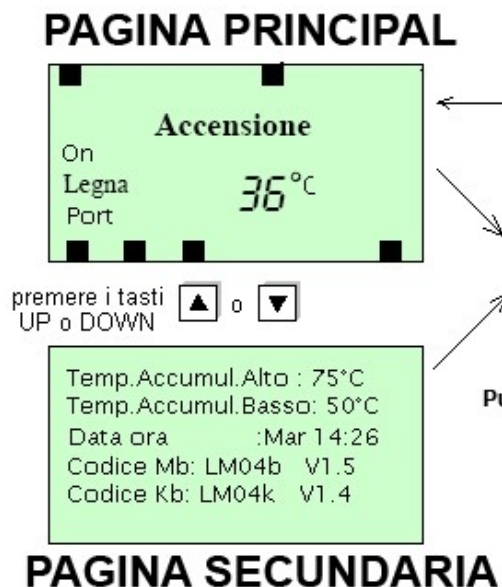 PAGINA PRINCIPAL
Accensione
On
Legna
36°C
Port
premere i tasti
UP o DOWN
o
Temp.Accumul.Alto : 75°C
Temp.Accumul.Basso: 50°C
Data ora :Mar 14:26
Codice Mb: LM04b V1.5
Codice Kb: LM04k V1.4
PAGINA SECUNDARIA